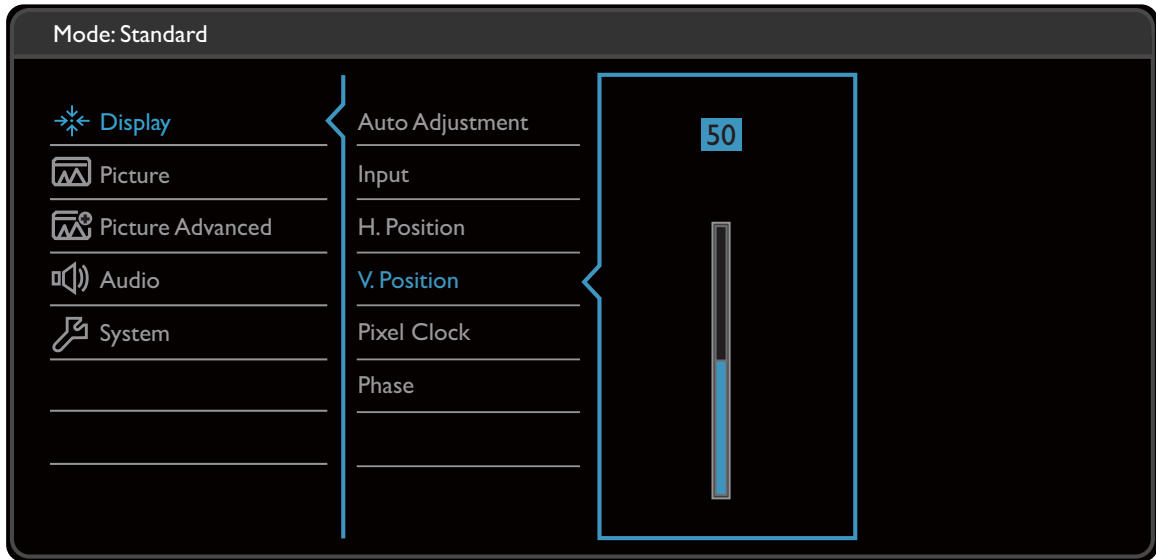 Mode: Standard
Display
Picture
Picture Advanced
Audio
System
Auto Adjustment
Input
H. Position
V. Position
Pixel Clock
Phase
50